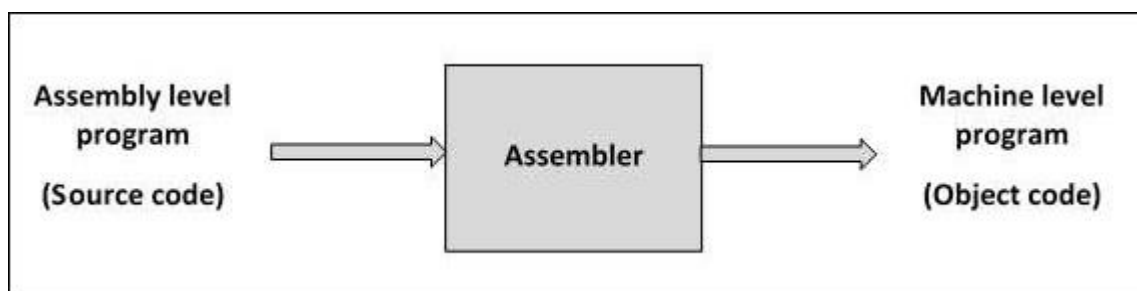 Assembly level
program
(Source code)
Assembler
Machine level
program
(Object code)